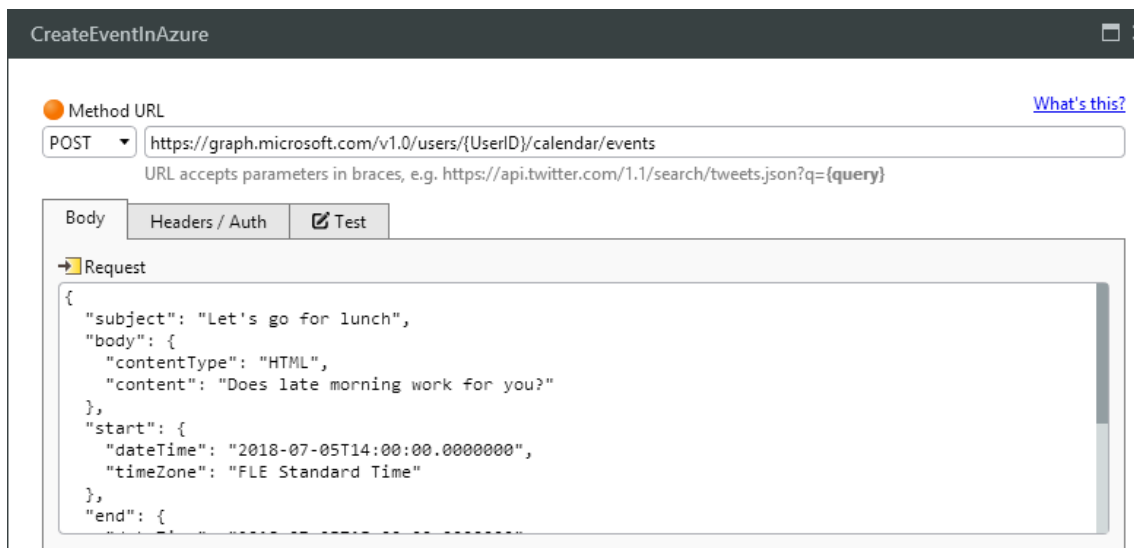 CreateEventInAzure
What's this?
Method URL
POST
https://graph.microsoft.com/v1.0/users/{UserID}/calendar/events
URL accepts parameters in braces, e.g. https://api.twitter.com/1.1/search/tweets.json?q={query}
Body
Headers / Auth
Test
Request
{
"subject": "Let's go for lunch",
"body": {
"contentType": "HTML",
"content": "Does late morning work for you?"
},
"start": {
"dateTime": "2018-07-05T14:00:00.0000000",
"timeZone": "FLE Standard Time"
},
"end": {